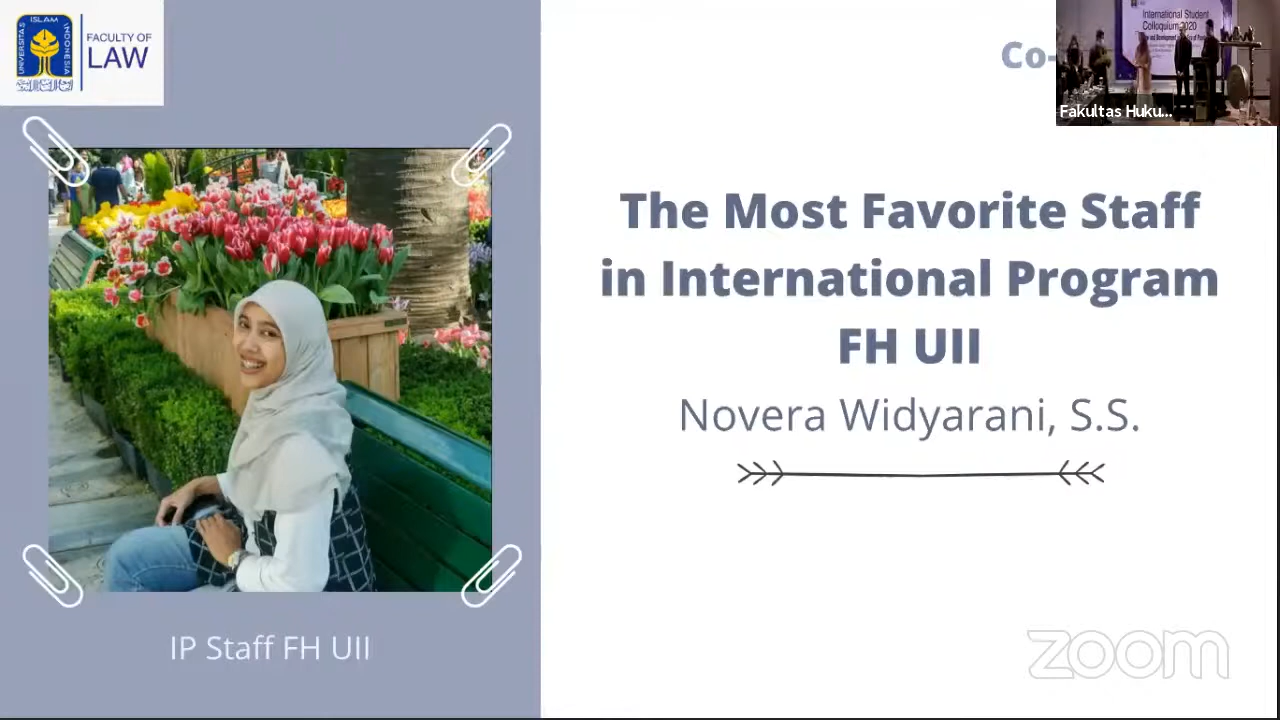 UNIVERSITAS ISLAM INDONESIA
FACULTY OF
LAW
Co-
International Student
Colloquium 2020
Fakultas Huku...
The Most Favorite Staff
in International Program
FH UII
Novera Widyarani, S.S.
IP Staff FH UII
zoom